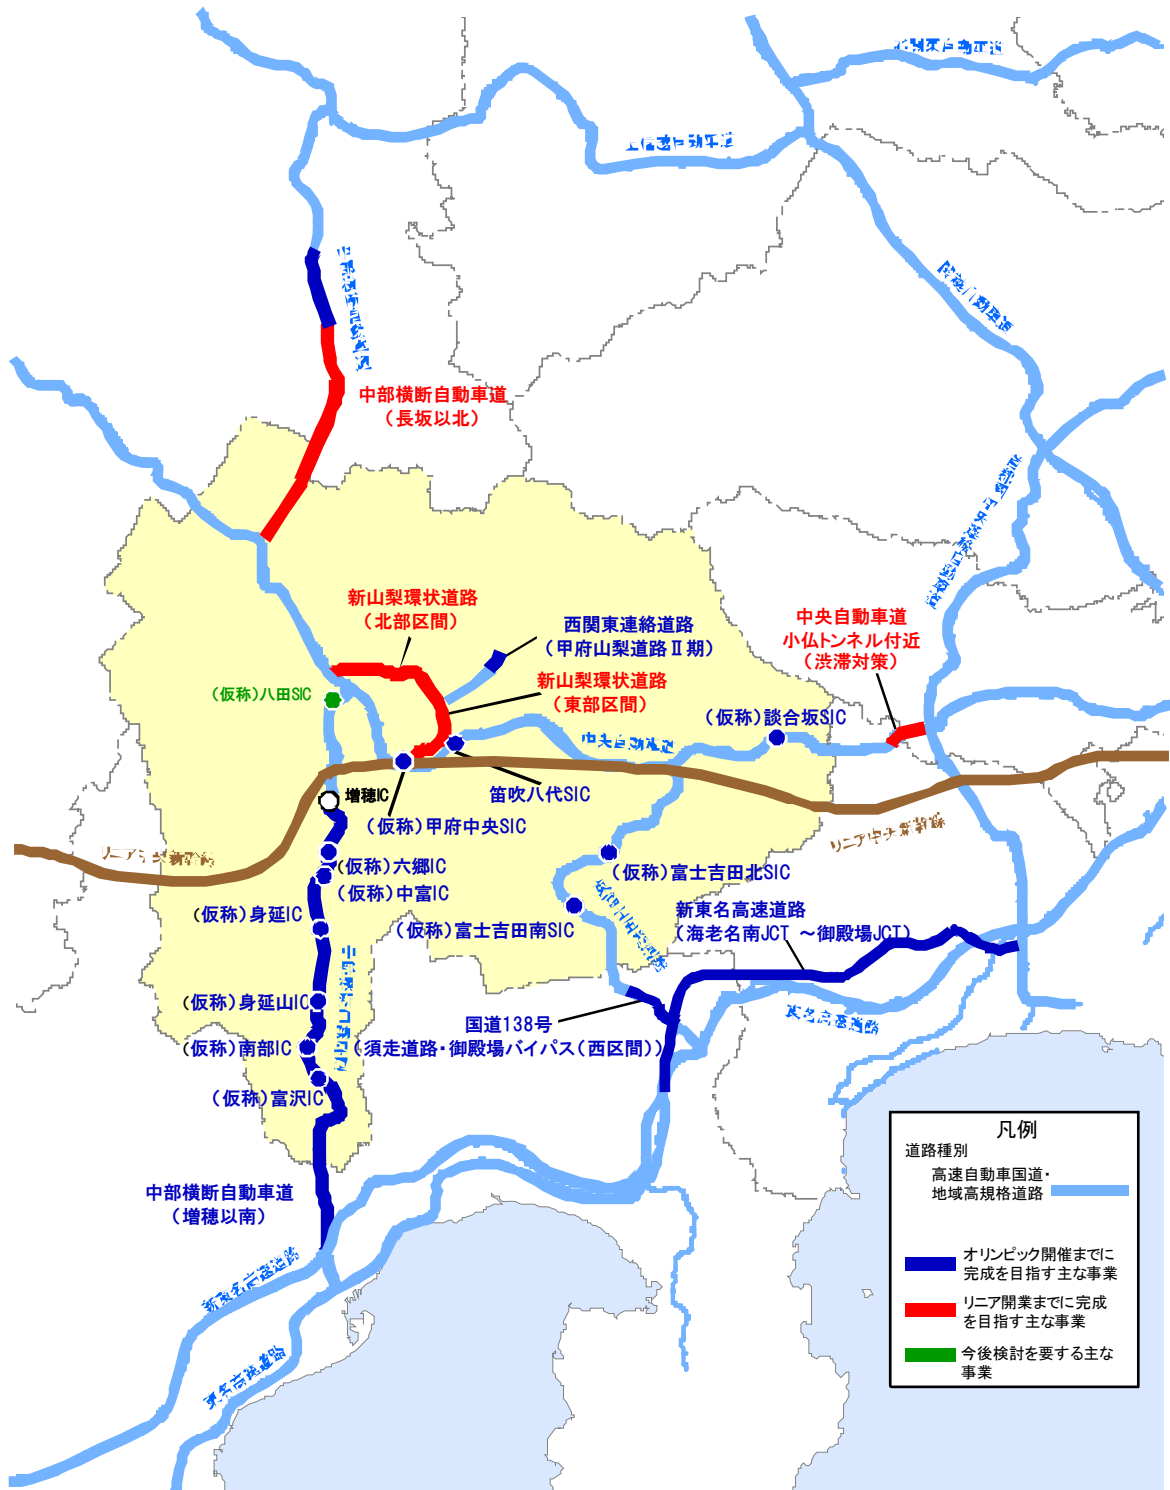 中部横断自動車道
（長坂以北）
新山梨環状道路
（北部区間）
西関東連絡道路
（甲府山梨道路Ⅱ期）
中央自動車道
小仏トンネル付近
（渋滞対策）
新山梨環状道路
（東部区間）
（仮称）八田SIC
（仮称）談合坂SIC
増穂IC
笛吹八代SIC
（仮称）甲府中央SIC
（仮称）六郷IC
（仮称）中富IC
（仮称）富士吉田北SIC
（仮称）身延IC
（仮称）富士吉田南SIC
新東名高速道路
（海老名南JCT ～御殿場JCT）
（仮称）身延山IC
国道138号
（須走道路・御殿場バイパス（西区間））
（仮称）南部IC
（仮称）富沢IC
中部横断自動車道
（増穂以南）
関越自動車道
リニア中央新幹線
リニア中央新幹線
東名高速道路
新東名高速道路
東名高速道路
凡例
道路種別
高速自動車国道・
地域高規格道路
オリンピック開催までに
完成を目指す主な事業
リニア開業までに完成
を目指す主な事業
今後検討を要する主な
事業